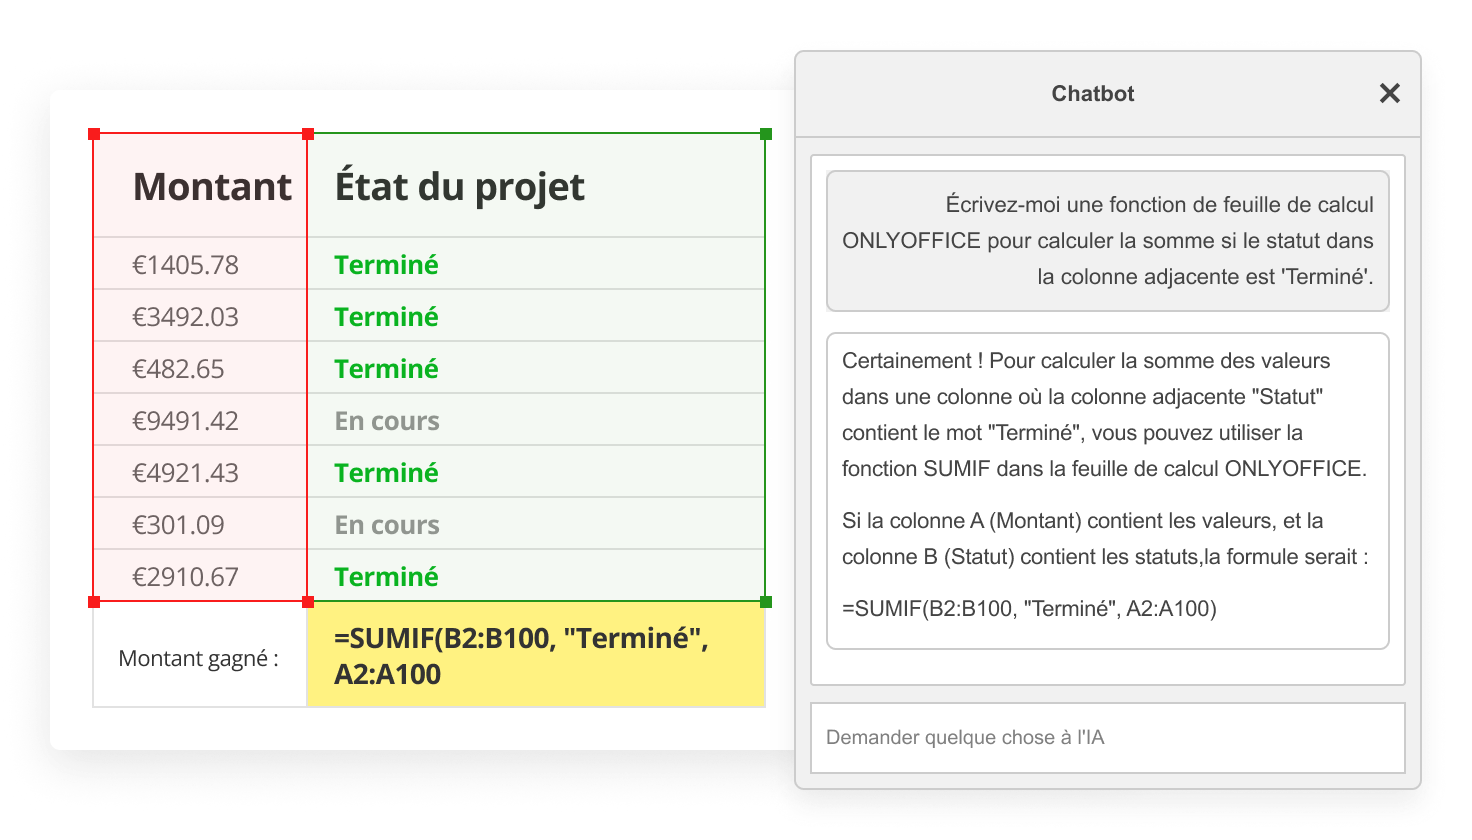 Montant État du projet
€1405.78 Terminé
€3492.03 Terminé
€482.65 Terminé
€9491.42 En cours
€4921.43 Terminé
€301.09 En cours
€2910.67 Terminé
Montant gagné :
=SUMIF(B2:B100, "Terminé",
A2:A100
Chatbot
Écrivez-moi une fonction de feuille de calcul
ONLYOFFICE pour calculer la somme si le statut dans
la colonne adjacente est 'Terminé'.
Certainement ! Pour calculer la somme des valeurs
dans une colonne où la colonne adjacente "Statut"
contient le mot "Terminé", vous pouvez utiliser la
fonction SUMIF dans la feuille de calcul ONLYOFFICE.
Si la colonne A (Montant) contient les valeurs, et la
colonne B (Statut) contient les statuts,la formule serait :
=SUMIF(B2:B100, "Terminé", A2:A100)
Demander quelque chose à l'IA